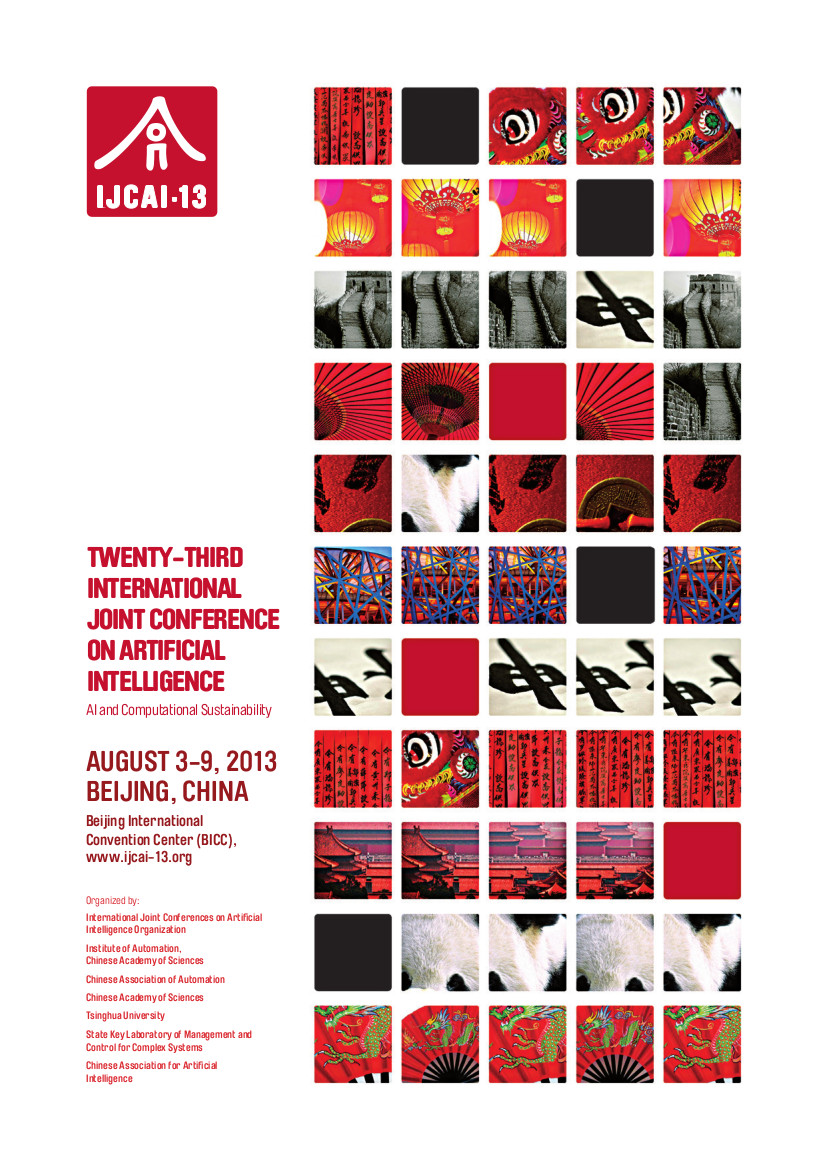 IJCAI-13
TWENTY-THIRD
INTERNATIONAL
JOINT CONFERENCE
ON ARTIFICIAL
INTELLIGENCE
AI and Computational Sustainability
AUGUST 3-9, 2013
BEIJING, CHINA
Beijing International
Convention Center (BICC),
www.ijcai-13.org
Organized by:
International Joint Conferences on Artificial
Intelligence Organization
Institute of Automation,
Chinese Academy of Sciences
Chinese Association of Automation
Chinese Academy of Sciences
Tsinghua University
State Key Laboratory of Management and
Control for Complex Systems
Chinese Association for Artificial
Intelligence